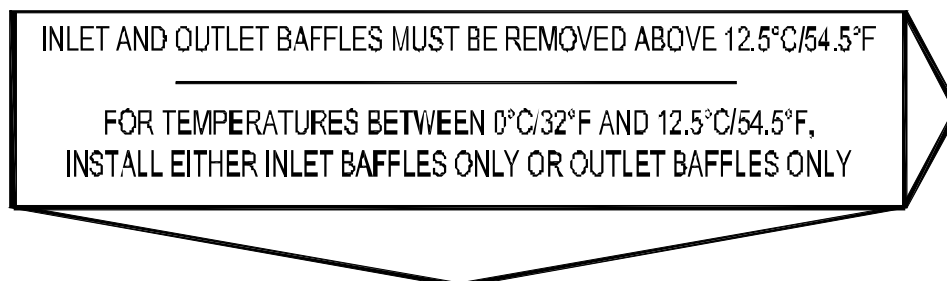 INLET AND OUTLET BAFFLES MUST BE REMOVED ABOVE 12.5°C/54.5°F
FOR TEMPERATURES BETWEEN 0°C/32°F AND 12.5°C/54.5°F,
INSTALL EITHER INLET BAFFLES ONLY OR OUTLET BAFFLES ONLY